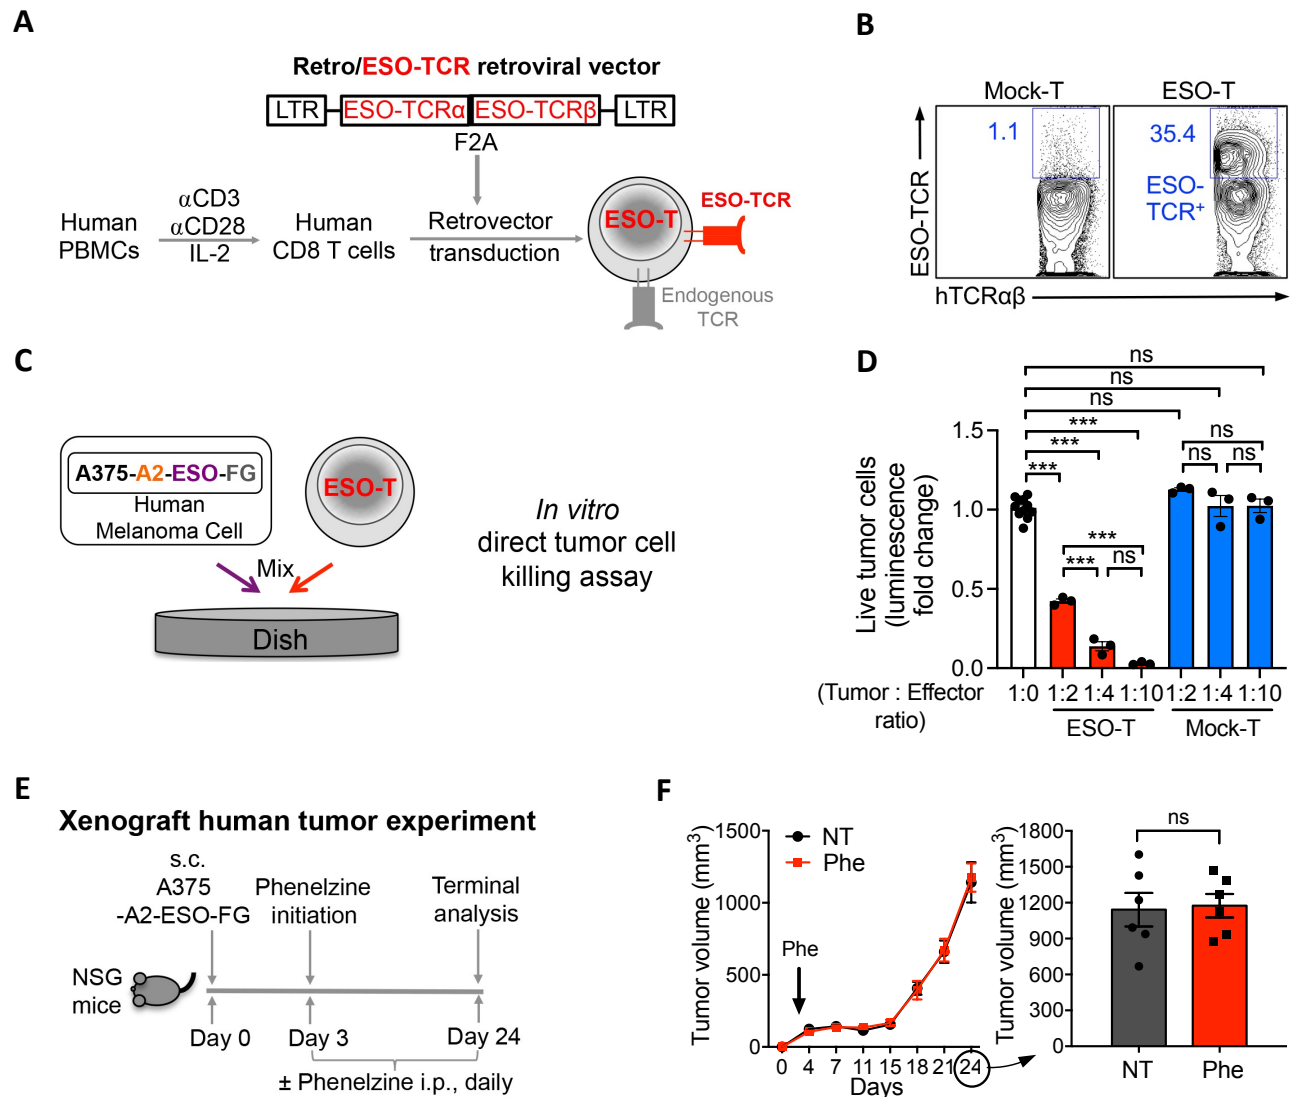 A
Retro/ESO-TCR retroviral vector
LTR ESO-TCRα ESO-TCRβ LTR
F2A
Human
PBMCs
αCD3
αCD28
IL-2
Human
CD8 T cells
Retrovector
transduction
ESO-T
ESO-TCR
Endogenous
TCR
B
Mock-T ESO-T
1.1
35.4
ESO-
TCR+
ESO-TCR
hTCRαβ
C
A375-A2-ESO-FG
Human
Melanoma Cell
ESO-T
Mix
Dish
In vitro
direct tumor cell
killing assay
D
ns
ns
ns
***
***
***
***
***
ns
ns
ns
ns
Live tumor cells
(luminescence
fold change)
1.5
1.0
0.5
0.0
(Tumor : Effector
ratio)
1:0 1:2 1:4 1:10 1:2 1:4 1:10
ESO-T Mock-T
E
Xenograft human tumor experiment
s.c.
A375
-A2-ESO-FG
Phenelzine
initiation
Terminal
analysis
NSG
mice
Day 0 Day 3 Day 24
± Phenelzine i.p., daily
F
Tumor volume (mm3)
1500
1000
500
0
NT
Phe
Phe
0 4 7 11 15 18 21 24
Days
Tumor volume (mm3)
1800
1500
1200
900
600
300
0
ns
NT Phe